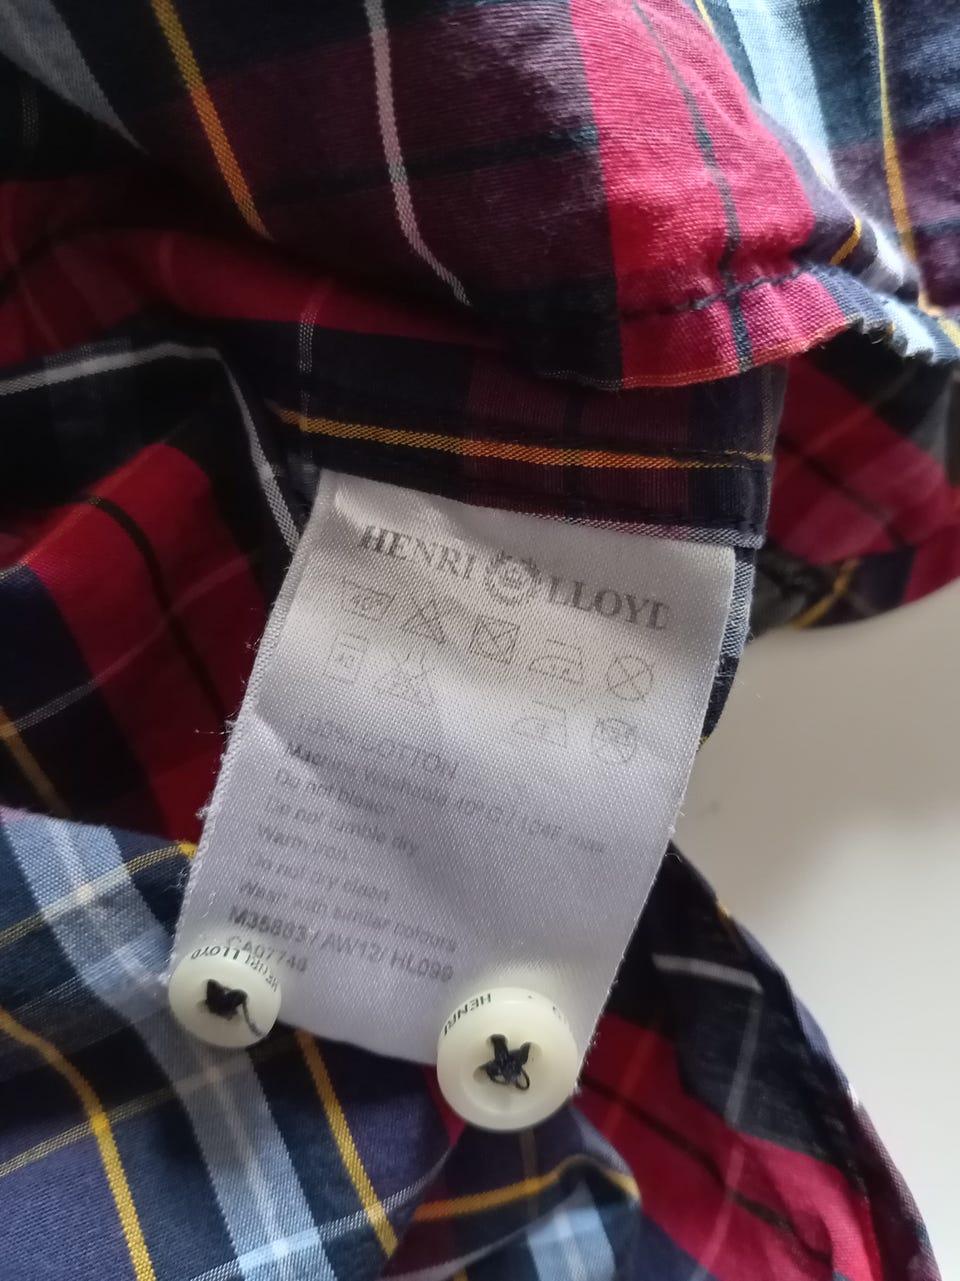 HENRI LLOYD
40
100% COTTON
Machine Washable 40° C / 104F max
Do not bleach
Do not tumble dry
Warm iron
Do not dry clean
Wash with similar colours
M35883 / AW12/ HL099
CA07748
HENRI LLOYD
HENRI